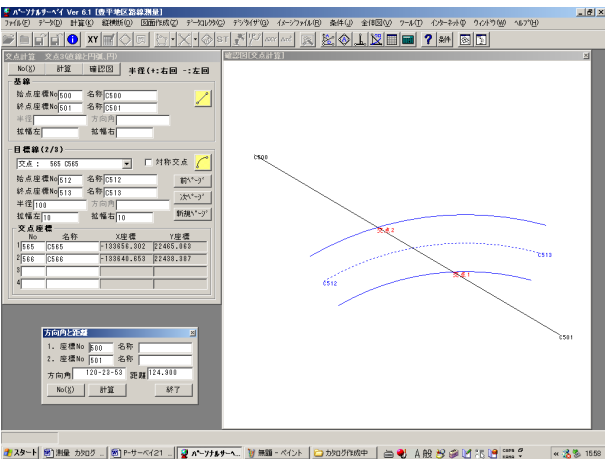 ﾊﾟｰｿﾅﾙｻｰﾍﾞｲ Ver 6.1 [豊平地区路線測量]
ﾌｧｲﾙ(F) ﾃﾞｰﾀ(D) 計算(K) 縦横断(O) 図面作成(Z) ﾃﾞｰﾀｺﾚｸﾀ(C) ﾃﾞｼﾞﾀｲｻﾞ(G) ｲﾒｰｼﾞﾌｧｲﾙ(R) 条件(J) 全体図(V) ﾂｰﾙ(T) ｲﾝﾀｰﾈｯﾄ(I) ｳｨﾝﾄﾞｳ(W) ﾍﾙﾌﾟ(H)
XY ST XYZ ? 条件
交点計算 交点3(直線と円弧.円)
No(X) 計算 確認図 半径(+:右回 -:左回
基線
始点座標No 500 名称 C500
終点座標No 501 名称 C501
半径 方向角
拡幅左 拡幅右
目標線(2/3)
交点： 565 C565 対称交点
始点座標No 512 名称 C512 前ﾍﾟｰｼﾞ
終点座標No 513 名称 C513 次ﾍﾟｰｼﾞ
半径 100 方向角
拡幅左 10 拡幅右 10 新規ﾍﾟｰｼﾞ
交点座標
No 名称 X座標 Y座標
1 565 C565 -133656.302 22465.063
2 566 C566 -133640.653 22438.387
3
4
確認図(交点計算)
C500
交点2
C513
交点1
C512
C501
方向角と距離
1. 座標No 500 名称
2. 座標No 501 名称
方向角 120-23-53 距離 124.900
No(X) 計算 終了
スタート 測量 カタログ ... P-サーベイ21 ... ﾊﾟｰｿﾅﾙｻｰﾍ... 無題 - ペイント カタログ作成中 A 般 15:58